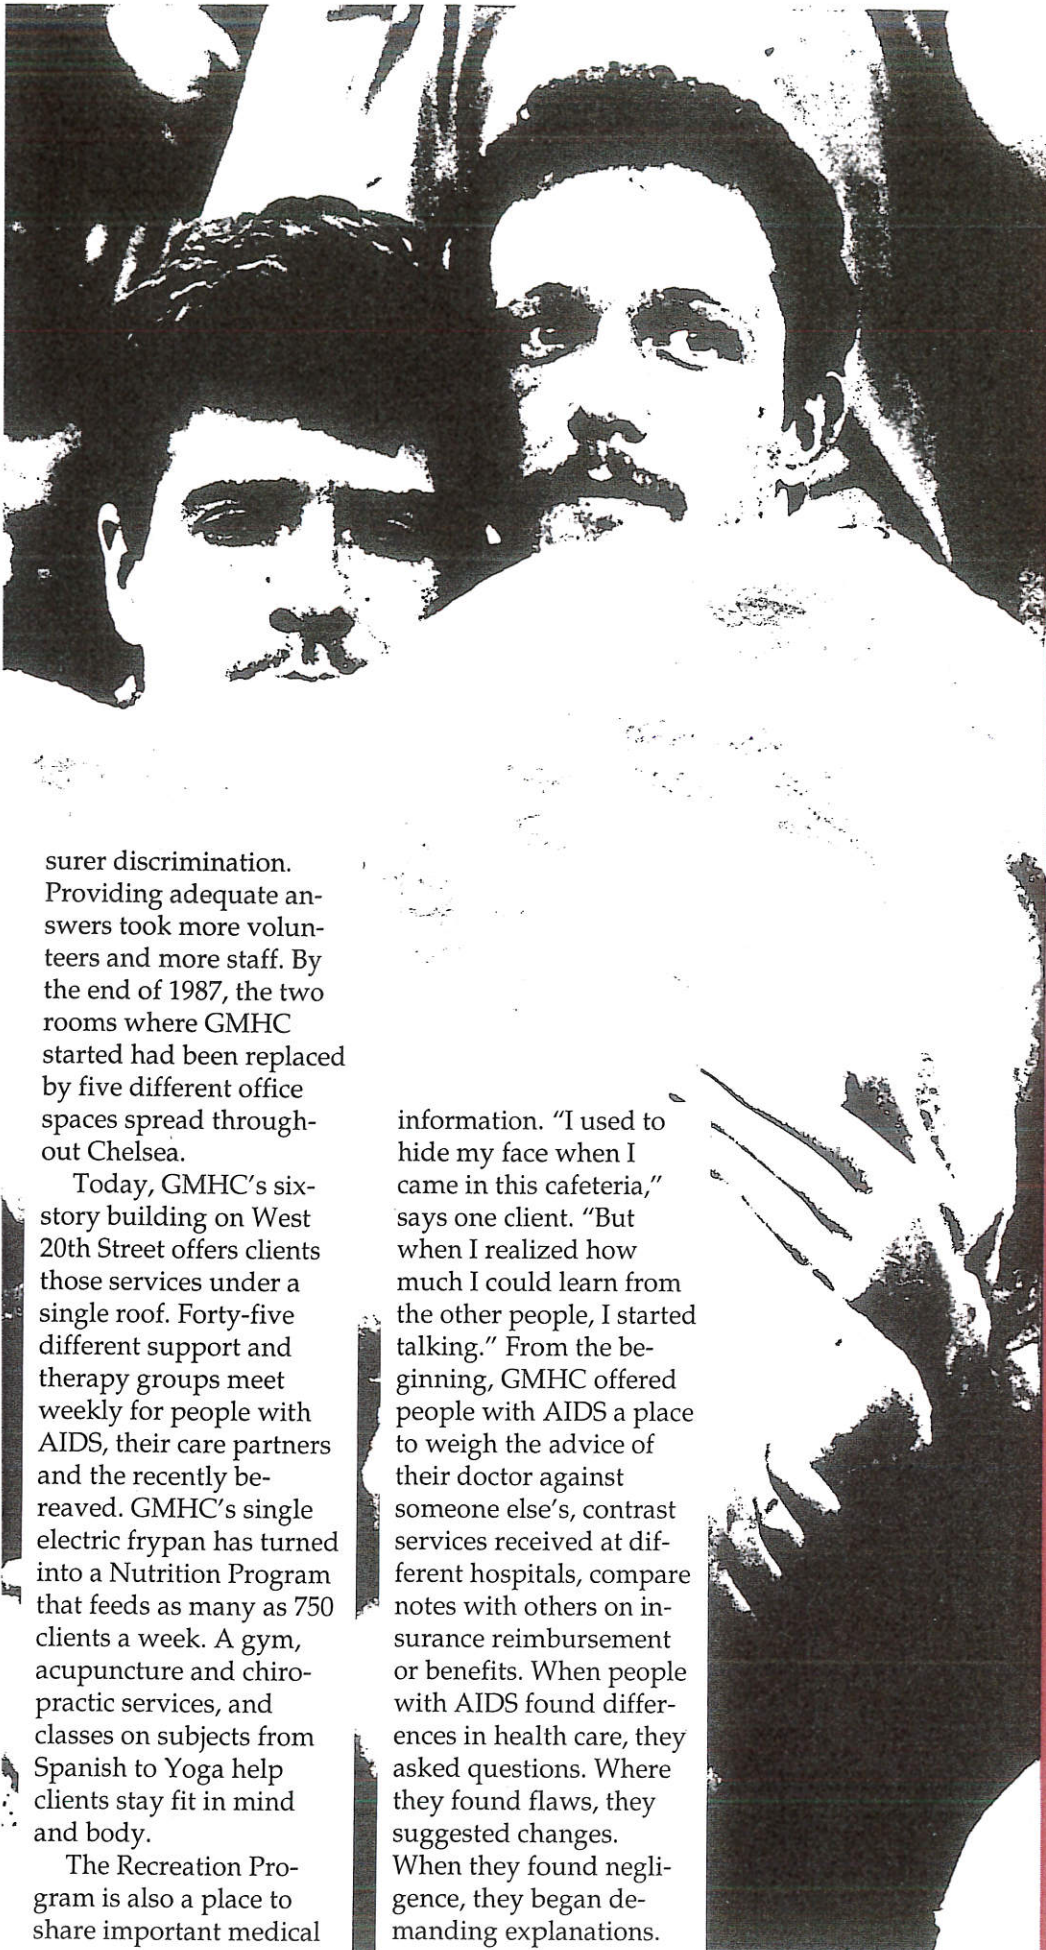 surer discrimination.
Providing adequate an-
swers took more volun-
teers and more staff. By
the end of 1987, the two
rooms where GMHC
started had been replaced
by five different office
spaces spread through-
out Chelsea.
Today, GMHC's six-
story building on West
20th Street offers clients
those services under a
single roof. Forty-five
different support and
therapy groups meet
weekly for people with
AIDS, their care partners
and the recently be-
reaved. GMHC's single
electric frypan has turned
into a Nutrition Program
that feeds as many as 750
clients a week. A gym,
acupuncture and chiro-
practic services, and
classes on subjects from
Spanish to Yoga help
clients stay fit in mind
and body.
The Recreation Pro-
gram is also a place to
share important medical
information. "I used to
hide my face when I
came in this cafeteria,"
says one client. "But
when I realized how
much I could learn from
the other people, I started
talking." From the be-
ginning, GMHC offered
people with AIDS a place
to weigh the advice of
their doctor against
someone else's, contrast
services received at dif-
ferent hospitals, compare
notes with others on in-
surance reimbursement
or benefits. When people
with AIDS found differ-
ences in health care, they
asked questions. Where
they found flaws, they
suggested changes.
When they found negli-
gence, they began de-
manding explanations.